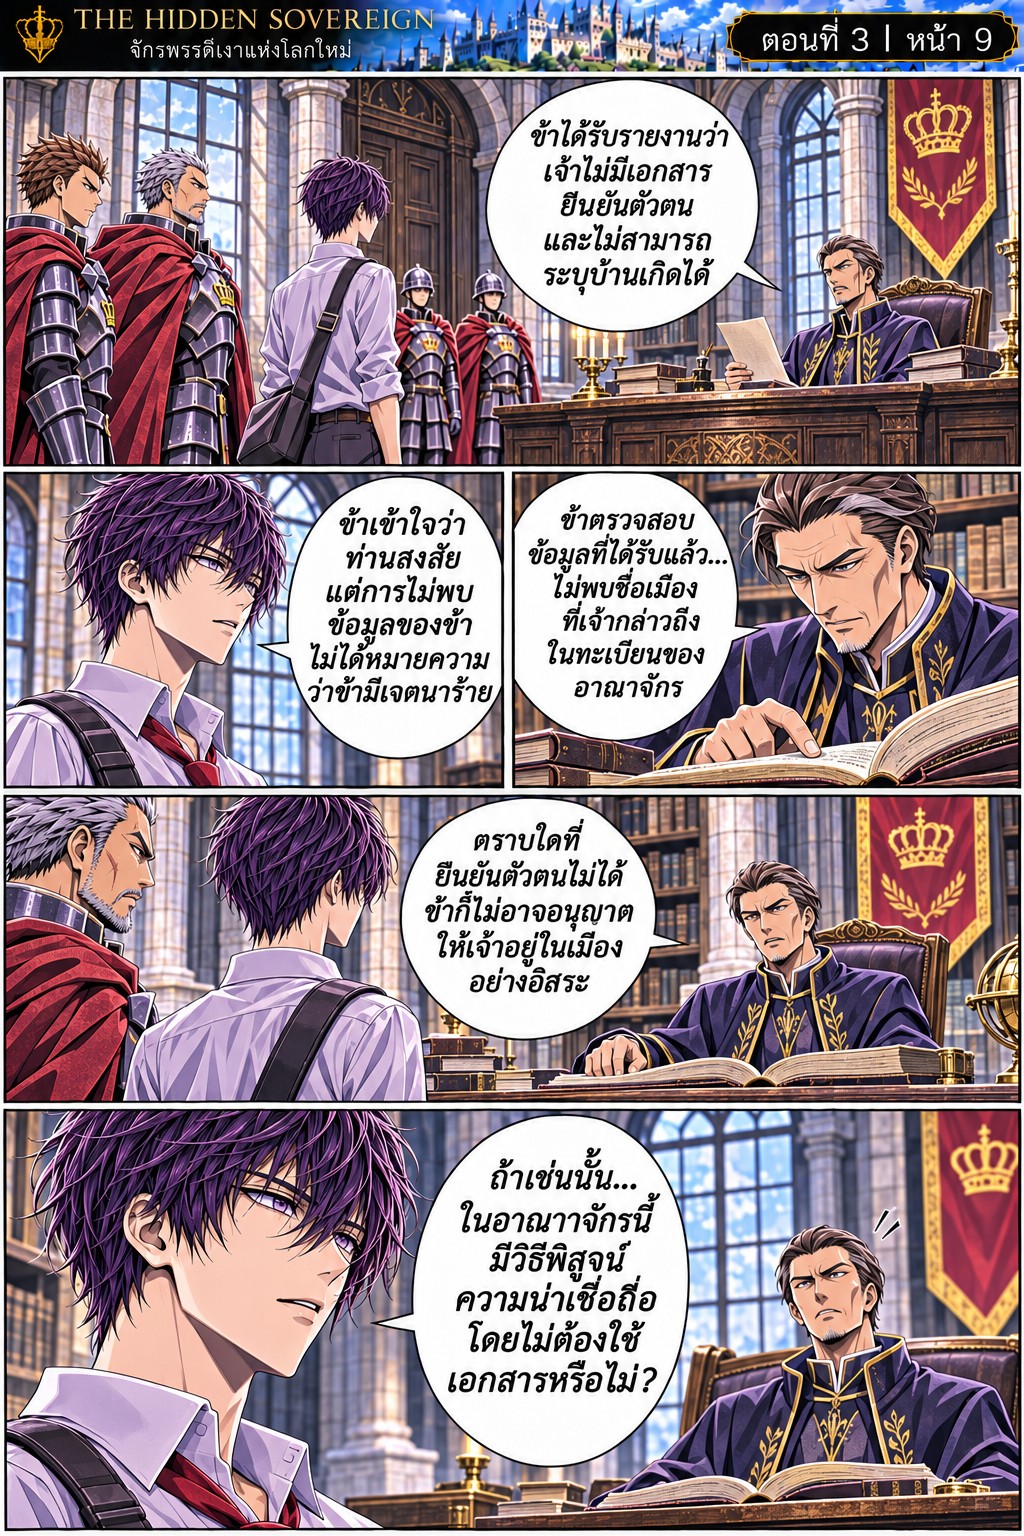 THE HIDDEN SOVEREIGN
จักรพรรดิเงาแห่งโลกใหม่
ตอนที่ 3 | หน้า 9
ข้าได้รับรายงานว่า
เจ้าไม่มีเอกสาร
ยืนยันตัวตน
และไม่สามารถ
ระบุบ้านเกิดได้
ข้าเข้าใจว่า
ท่านสงสัย
แต่การไม่พบ
ข้อมูลของข้า
ไม่ได้หมายความ
ว่าข้ามีเจตนาร้าย
ข้าตรวจสอบ
ข้อมูลที่ได้รับแล้ว...
ไม่พบชื่อเมือง
ที่เจ้ากล่าวถึง
ในทะเบียนของ
อาณาจักร
ตราบใดที่
ยืนยันตัวตนไม่ได้
ข้าก็ไม่อาจอนุญาต
ให้เจ้าอยู่ในเมือง
อย่างอิสระ
ถ้าเช่นนั้น...
ในอาณาาจักรนี้
มีวิธีพิสูจน์
ความน่าเชื่อถือ
โดยไม่ต้องใช้
เอกสารหรือไม่?